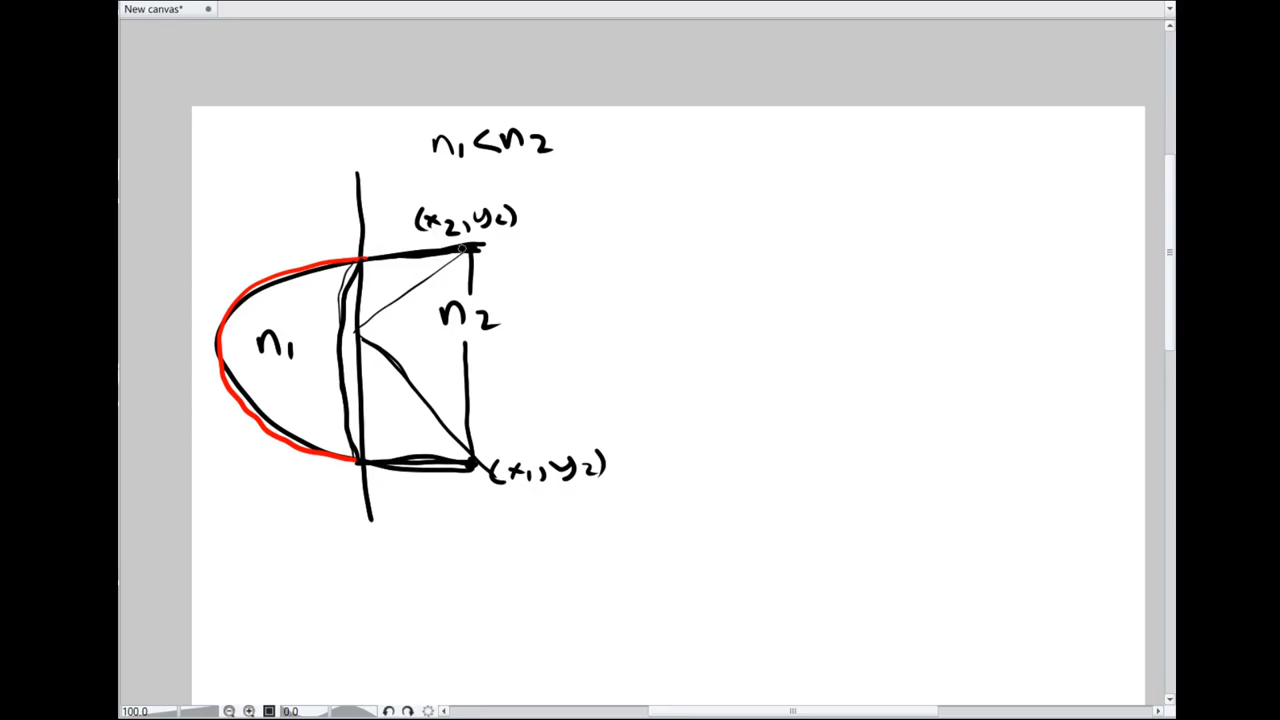 New canvas*
n₁<n₂
(x₂,y₂)
n₂
n₁
(x₁,y₂)
100.0
0.0